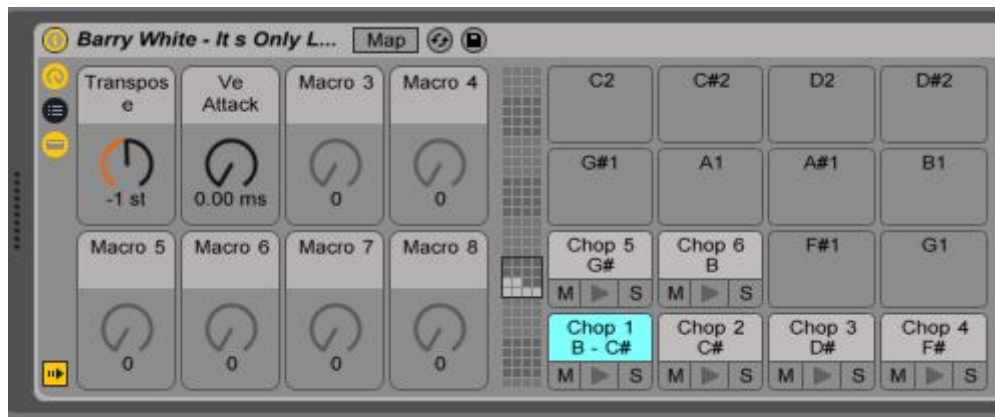 Barry White - It s Only L... Map
Transpos
e
Ve
Attack
Macro 3
Macro 4
-1 st
0.00 ms
0
0
Macro 5
Macro 6
Macro 7
Macro 8
0
0
0
0
C2
C#2
D2
D#2
G#1
A1
A#1
B1
Chop 5
G#
M S
Chop 6
B
M S
F#1
G1
Chop 1
B - C#
M S
Chop 2
C#
M S
Chop 3
D#
M S
Chop 4
F#
M S